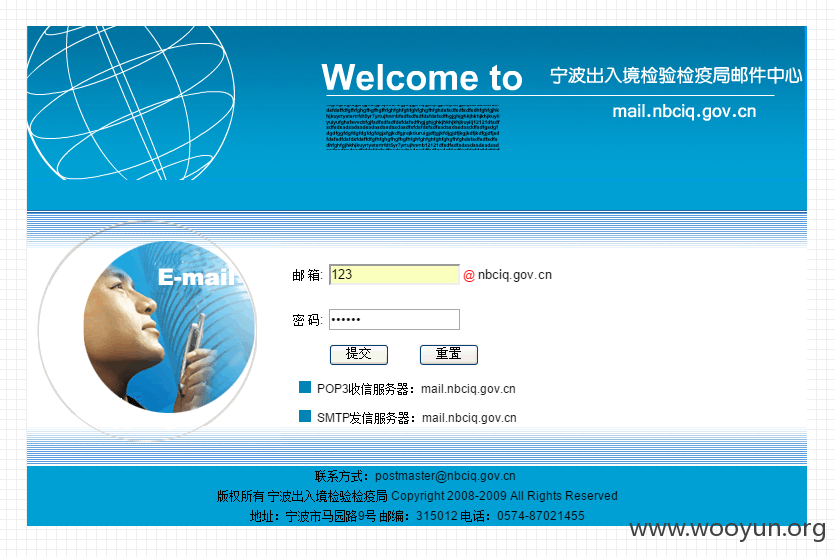 Welcome to
宁波出入境检验检疫局邮件中心
mail.nbciq.gov.cn
E-mail
邮 箱: 123 @ nbciq.gov.cn
密 码: ••••••
提交 重置
POP3收信服务器：mail.nbciq.gov.cn
SMTP发信服务器：mail.nbciq.gov.cn
联系方式：postmaster@nbciq.gov.cn
版权所有 宁波出入境检验检疫局 Copyright 2008-2009 All Rights Reserved
地址：宁波市马园路9号 邮编：315012 电话：0574-87021455
www.wooyun.org